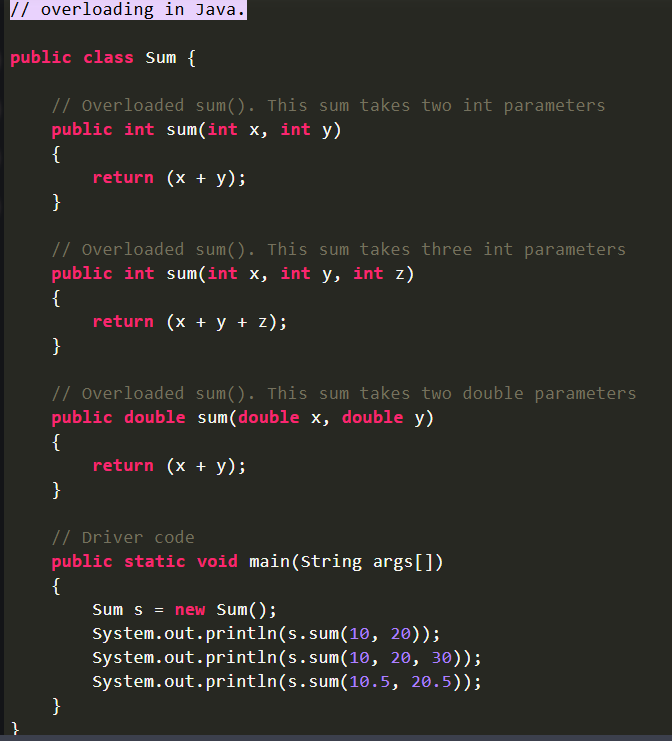 // overloading in Java.
public class Sum {
// Overloaded sum(). This sum takes two int parameters
public int sum(int x, int y)
{
return (x + y);
}
// Overloaded sum(). This sum takes three int parameters
public int sum(int x, int y, int z)
{
return (x + y + z);
}
// Overloaded sum(). This sum takes two double parameters
public double sum(double x, double y)
{
return (x + y);
}
// Driver code
public static void main(String args[])
{
Sum s = new Sum();
System.out.println(s.sum(10, 20));
System.out.println(s.sum(10, 20, 30));
System.out.println(s.sum(10.5, 20.5));
}
}